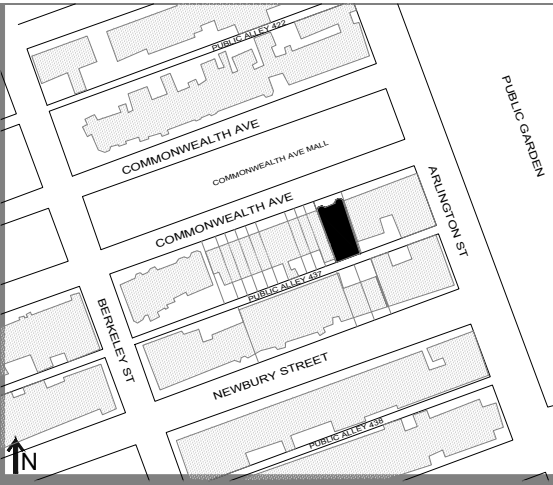 PUBLIC ALLEY 422
COMMONWEALTH AVE
COMMONWEALTH AVE MALL
PUBLIC GARDEN
COMMONWEALTH AVE
ARLINGTON ST
PUBLIC ALLEY 437
BERKELEY ST
NEWBURY STREET
PUBLIC ALLEY 438
N